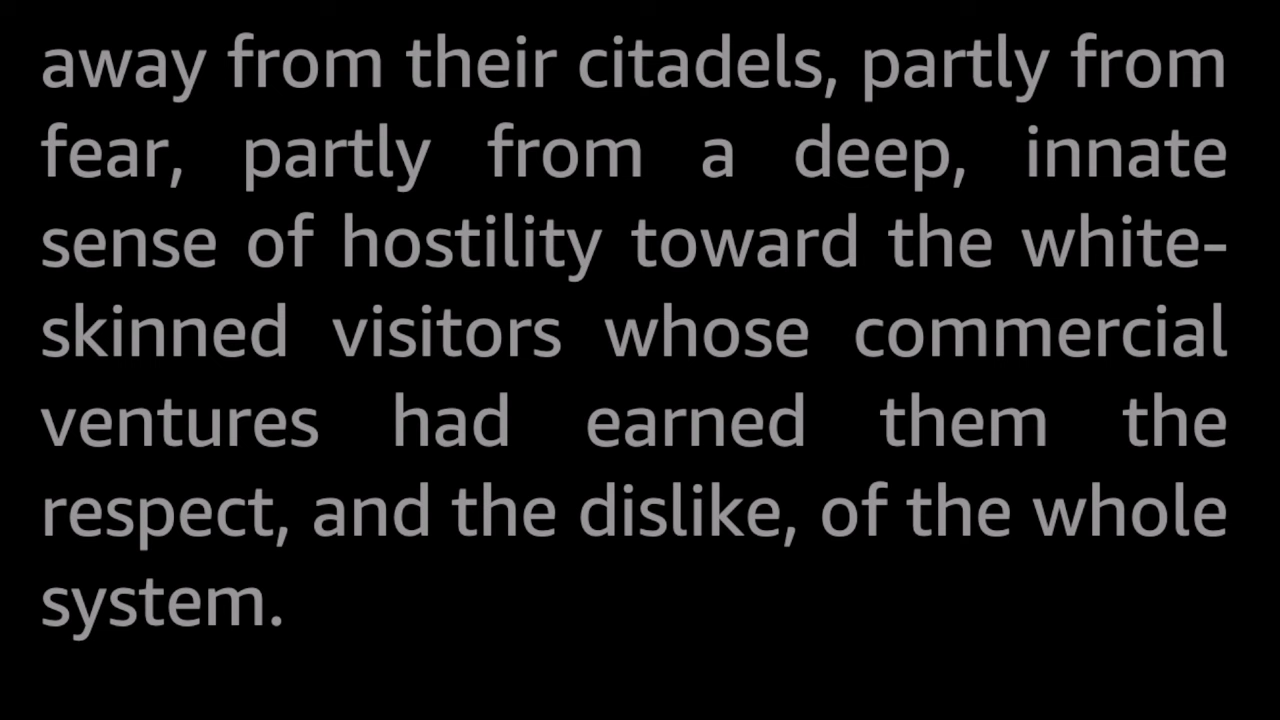 away from their citadels, partly from
fear, partly from a deep, innate
sense of hostility toward the white-
skinned visitors whose commercial
ventures had earned them the
respect, and the dislike, of the whole
system.